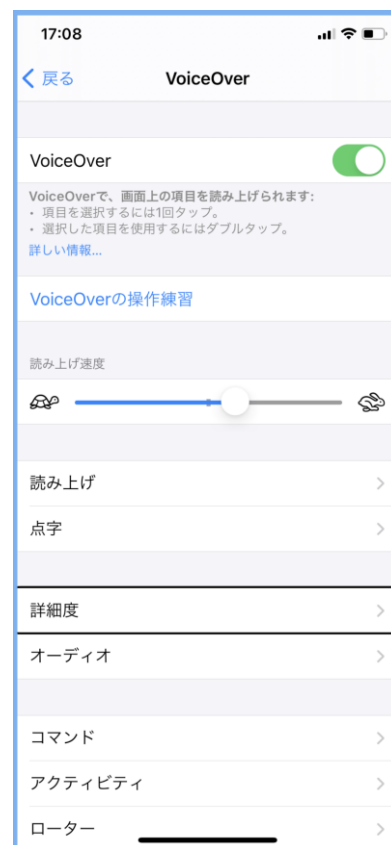 17:08
戻る VoiceOver
VoiceOver
VoiceOverで、画面上の項目を読み上げられます:
• 項目を選択するには1回タップ。
• 選択した項目を使用するにはダブルタップ。
詳しい情報...
VoiceOverの操作練習
読み上げ速度
読み上げ
点字
詳細度
オーディオ
コマンド
アクティビティ
ローター